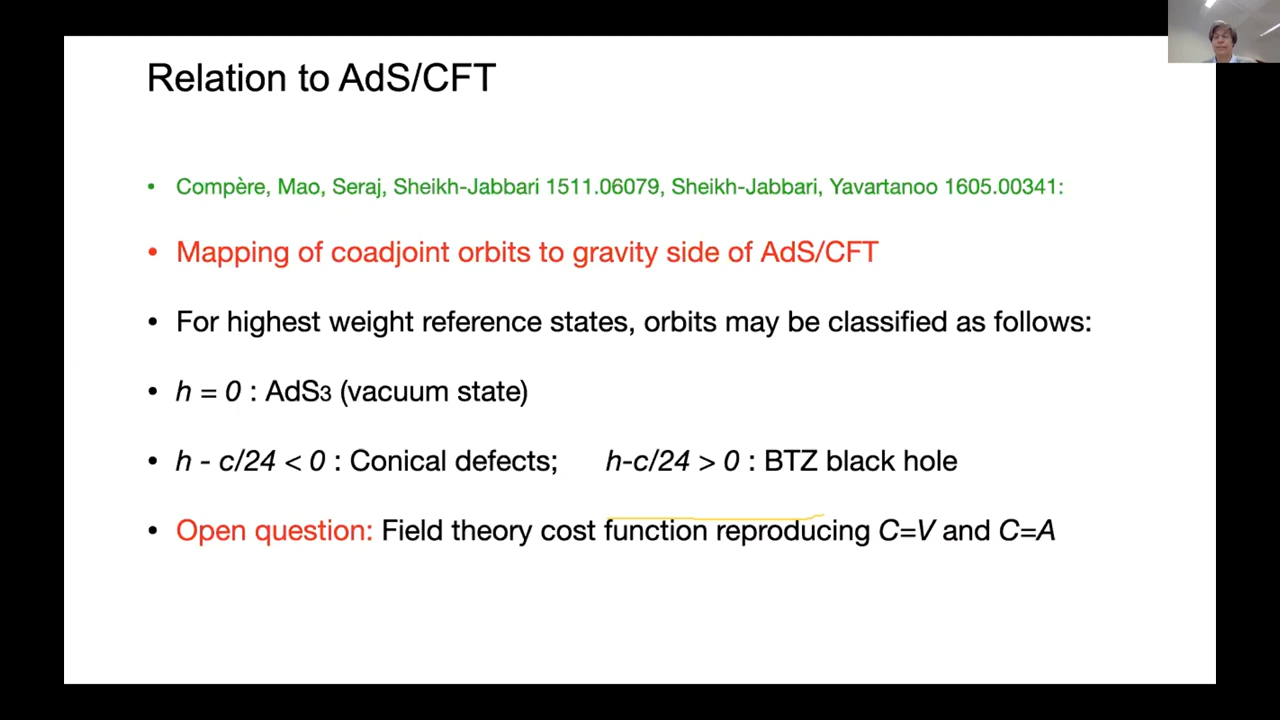 Relation to AdS/CFT
• Compère, Mao, Seraj, Sheikh-Jabbari 1511.06079, Sheikh-Jabbari, Yavartanoo 1605.00341:
• Mapping of coadjoint orbits to gravity side of AdS/CFT
• For highest weight reference states, orbits may be classified as follows:
• h = 0 : AdS3 (vacuum state)
• h - c/24 < 0 : Conical defects; h-c/24 > 0 : BTZ black hole
• Open question: Field theory cost function reproducing C=V and C=A